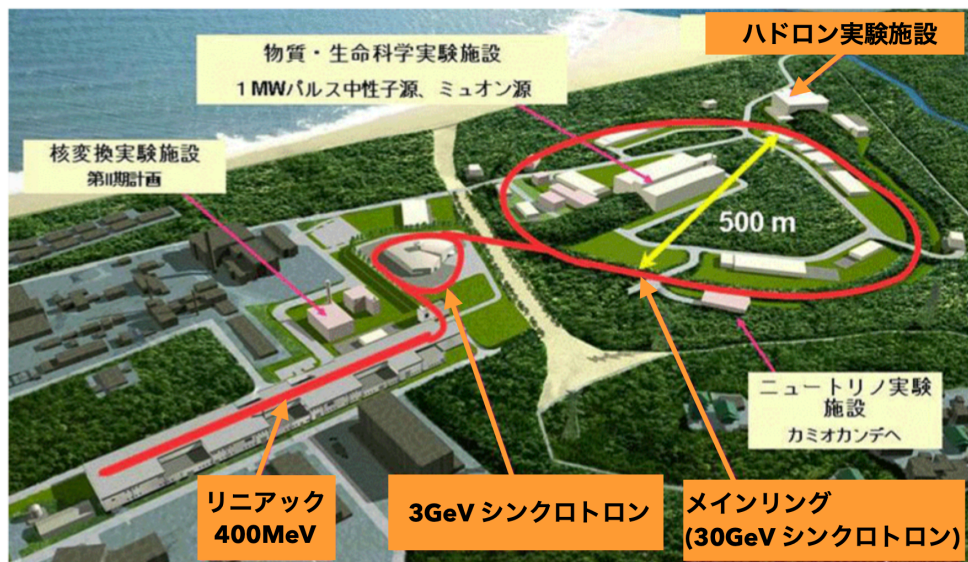 ハドロン実験施設
物質・生命科学実験施設
1MWパルス中性子源、ミュオン源
核変換実験施設
第II期計画
500 m
ニュートリノ実験
施設
カミオカンデへ
リニアック
400MeV
3GeV シンクロトロン
メインリング
(30GeV シンクロトロン)